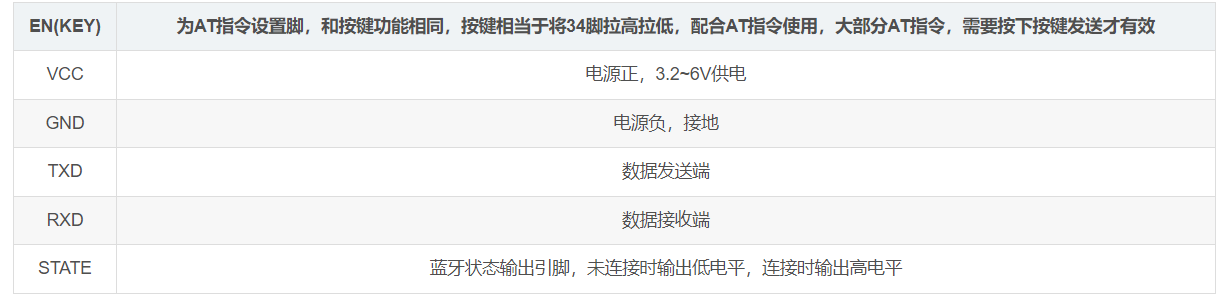 EN(KEY) 为AT指令设置脚，和按键功能相同，按键相当于将34脚拉高拉低，配合AT指令使用，大部分AT指令，需要按下按键发送才有效
VCC 电源正，3.2~6V供电
GND 电源负，接地
TXD 数据发送端
RXD 数据接收端
STATE 蓝牙状态输出引脚，未连接时输出低电平，连接时输出高电平